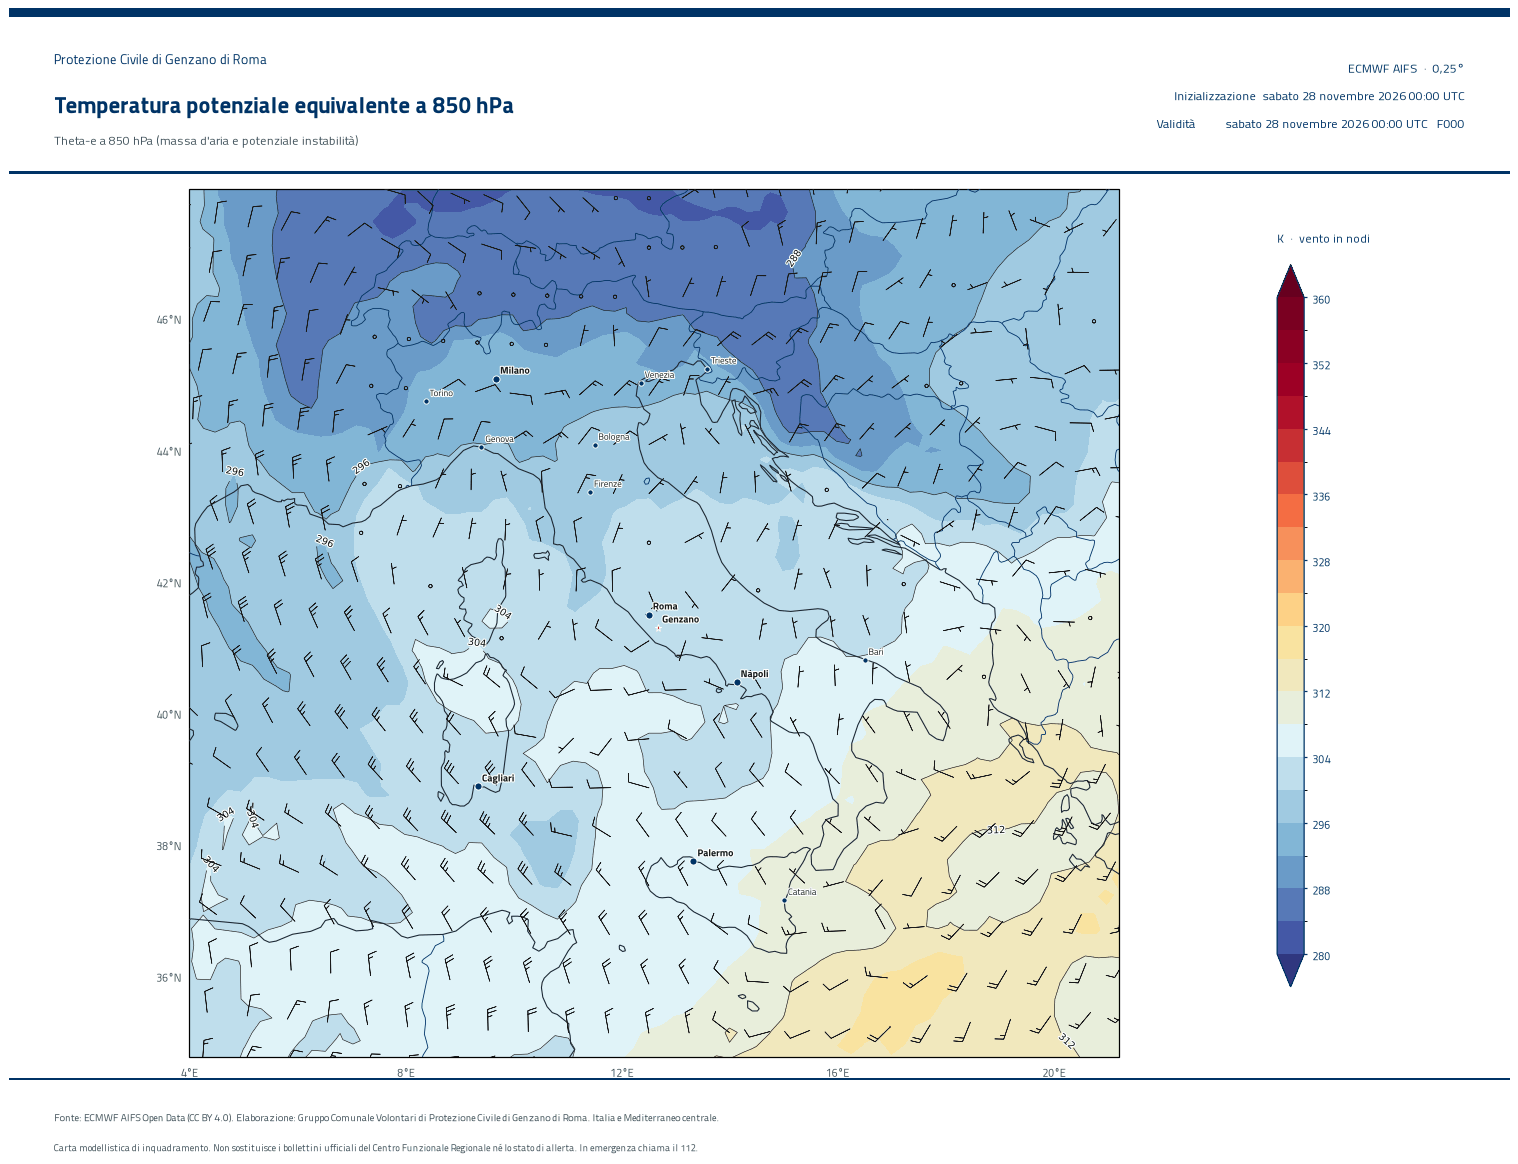 Protezione Civile di Genzano di Roma
Temperatura potenziale equivalente a 850 hPa
Theta-e a 850 hPa (massa d'aria e potenziale instabilità)
ECMWF AIFS · 0,25°
Inizializzazione sabato 28 novembre 2026 00:00 UTC
Validità sabato 28 novembre 2026 00:00 UTC F000
K · vento in nodi
360
352
344
336
328
320
312
304
296
288
280
46°N
44°N
42°N
40°N
38°N
36°N
4°E
8°E
12°E
16°E
20°E
288
Trieste
Milano
Venezia
Torino
Bologna
Genova
296
296
Firenze
296
304
Roma
Genzano
304
Bari
Napoli
Cagliari
304
304
312
304
Palermo
Catania
312
Fonte: ECMWF AIFS Open Data (CC BY 4.0). Elaborazione: Gruppo Comunale Volontari di Protezione Civile di Genzano di Roma. Italia e Mediterraneo centrale.
Carta modellistica di inquadramento. Non sostituisce i bollettini ufficiali del Centro Funzionale Regionale né lo stato di allerta. In emergenza chiama il 112.